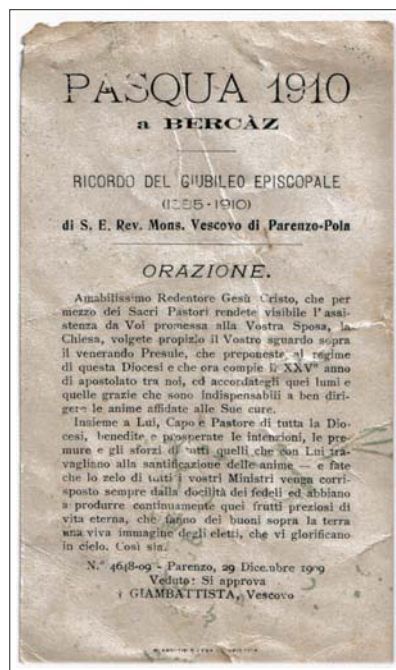 PASQUA 1910
a BERCÀZ
RICORDO DEL GIUBILEO EPISCOPALE
(1885-1910)
di S. E. Rev. Mons. Vescovo di Parenzo-Pola
ORAZIONE.
Amabilissimo Redentore Gesù Cristo, che per
mezzo dei Sacri Pastori rendete visibile l'assi-
stenza da Voi promessa alla Vostra Sposa, la
Chiesa, volgete propizio il Vostro sguardo sopra
il venerando Presule, che preponeste al regime
di questa Diocesi e che ora compie il XXVº anno
di apostolato tra noi, ed accordategli quei lumi e
quelle grazie che sono indispensabili a ben diri-
gere le anime affidate alle Sue cure.
Insieme a Lui, Capo e Pastore di tutta la Dio-
cesi, benedite e prosperate le intenzioni, le pre-
mure e gli sforzi di tutti quelli che con Lui tra-
vagliano alla santificazione delle anime — e fate
che lo zelo di tutti i vostri Ministri venga corri-
sposto sempre dalla docilità dei fedeli ed abbiano
a produrre continuamente quei frutti preziosi di
vita eterna, che fanno dei buoni sopra la terra
una viva immagine degli eletti, che vi glorificano
in cielo. Così sia.
N.º 4648-09 - Parenzo, 29 Dicembre 1909
Veduto: Si approva
† GIAMBATTISTA, Vescovo